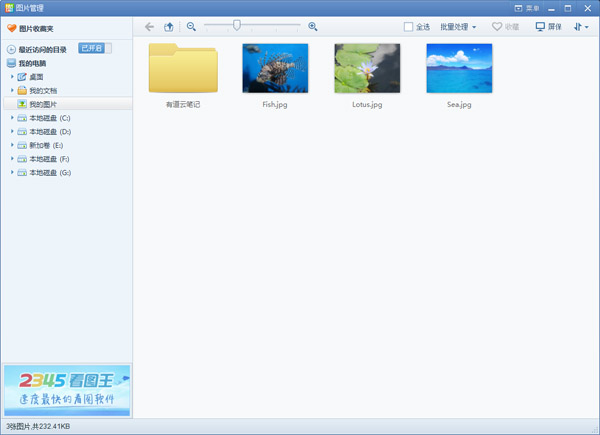 图片管理
菜单
图片收藏夹
全选
批量处理
收藏
屏保
最近访问的目录
已开启
我的电脑
桌面
我的文档
我的图片
本地磁盘 (C:)
本地磁盘 (D:)
新加卷 (E:)
本地磁盘 (F:)
本地磁盘 (G:)
有道云笔记
Fish.jpg
Lotus.jpg
Sea.jpg
2345看图王
速度最快的看图软件
3张图片,共232.41KB